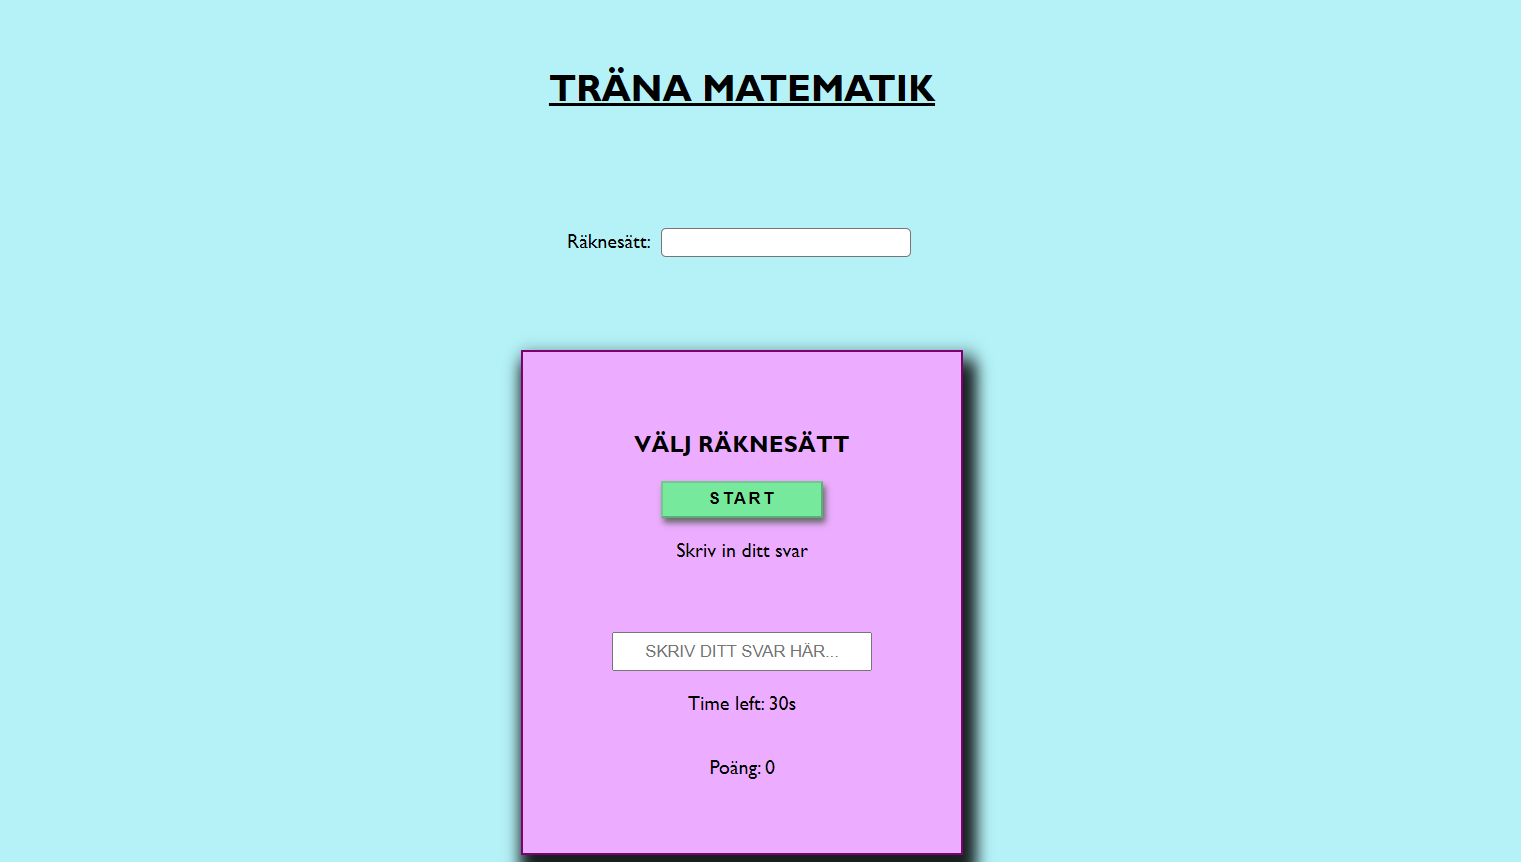 TRÄNA MATEMATIK
Räknesätt:
VÄLJ RÄKNESÄTT
START
Skriv in ditt svar
SKRIV DITT SVAR HÄR...
Time left: 30s
Poäng: 0